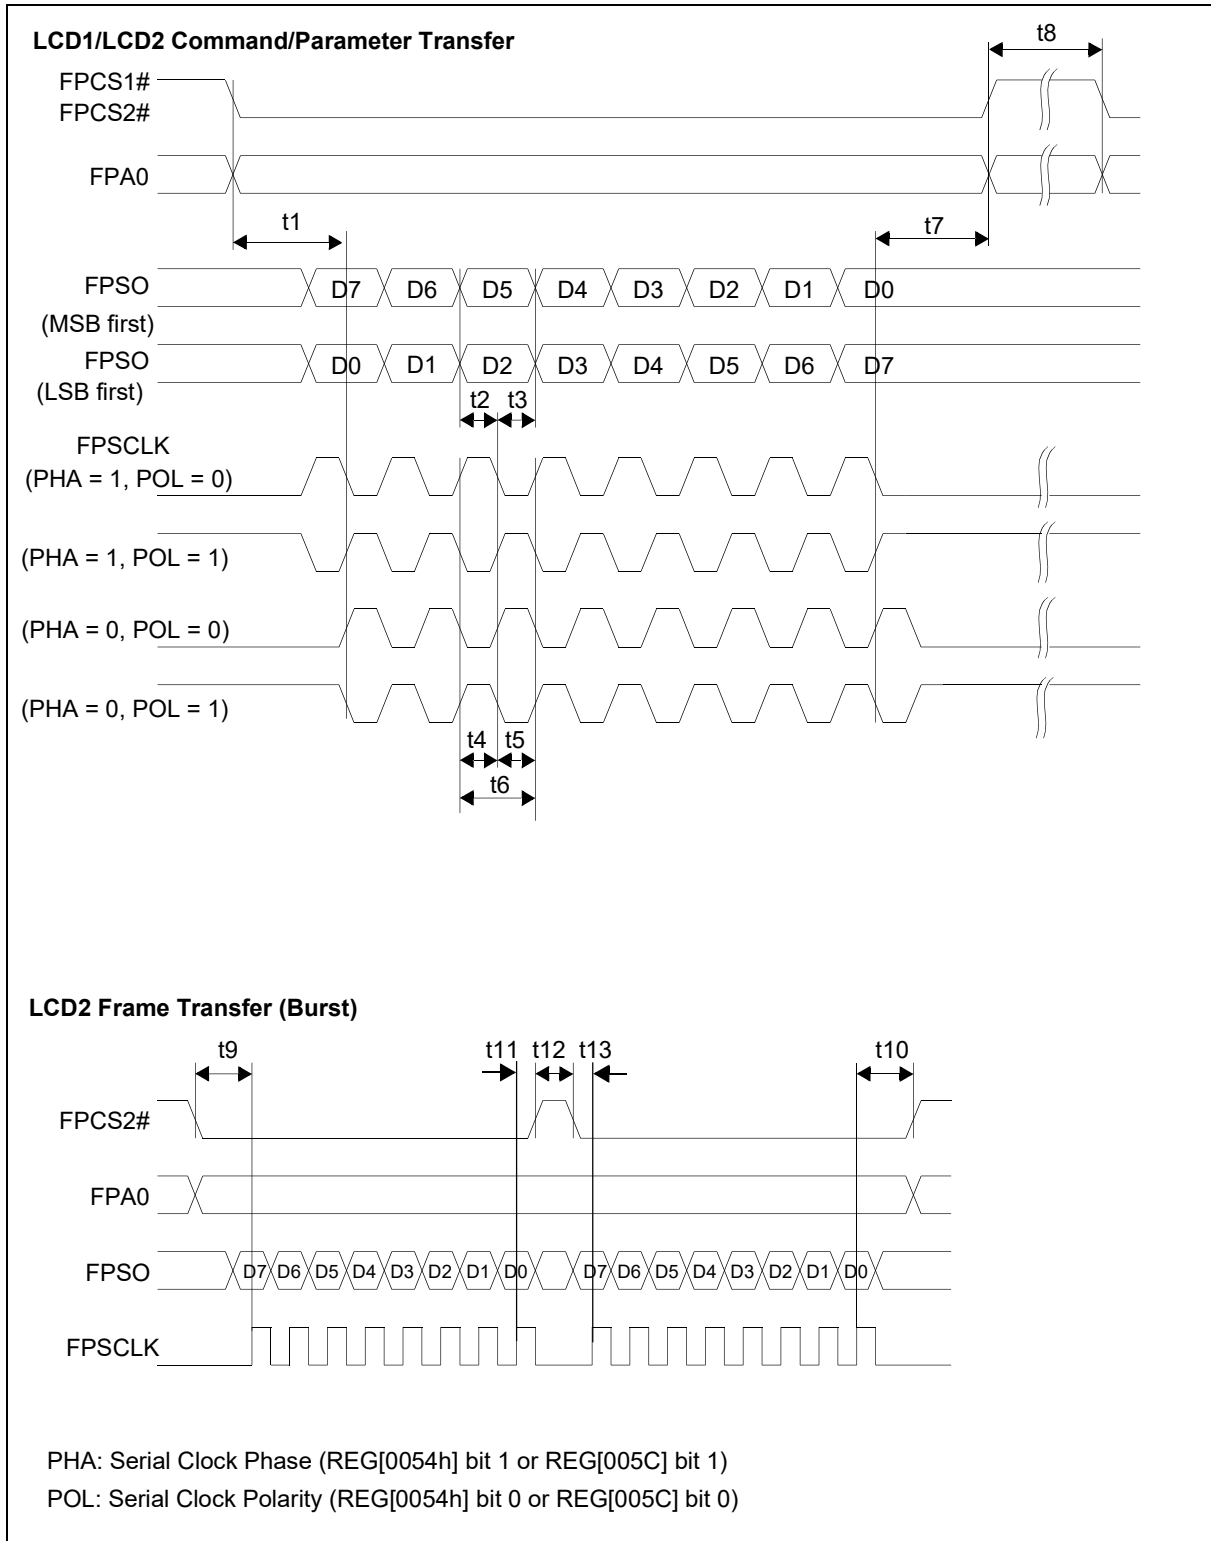 LCD1/LCD2 Command/Parameter Transfer
t8
FPCS1#
FPCS2#
FPA0
t1
t7
FPSO
(MSB first)
D7 D6 D5 D4 D3 D2 D1 D0
FPSO
(LSB first)
D0 D1 D2 D3 D4 D5 D6 D7
t2 t3
FPSCLK
(PHA = 1, POL = 0)
(PHA = 1, POL = 1)
(PHA = 0, POL = 0)
(PHA = 0, POL = 1)
t4 t5
t6
LCD2 Frame Transfer (Burst)
t9 t11 t12 t13 t10
FPCS2#
FPA0
FPSO D7 D6 D5 D4 D3 D2 D1 D0 D7 D6 D5 D4 D3 D2 D1 D0
FPSCLK
PHA: Serial Clock Phase (REG[0054h] bit 1 or REG[005C] bit 1)
POL: Serial Clock Polarity (REG[0054h] bit 0 or REG[005C] bit 0)